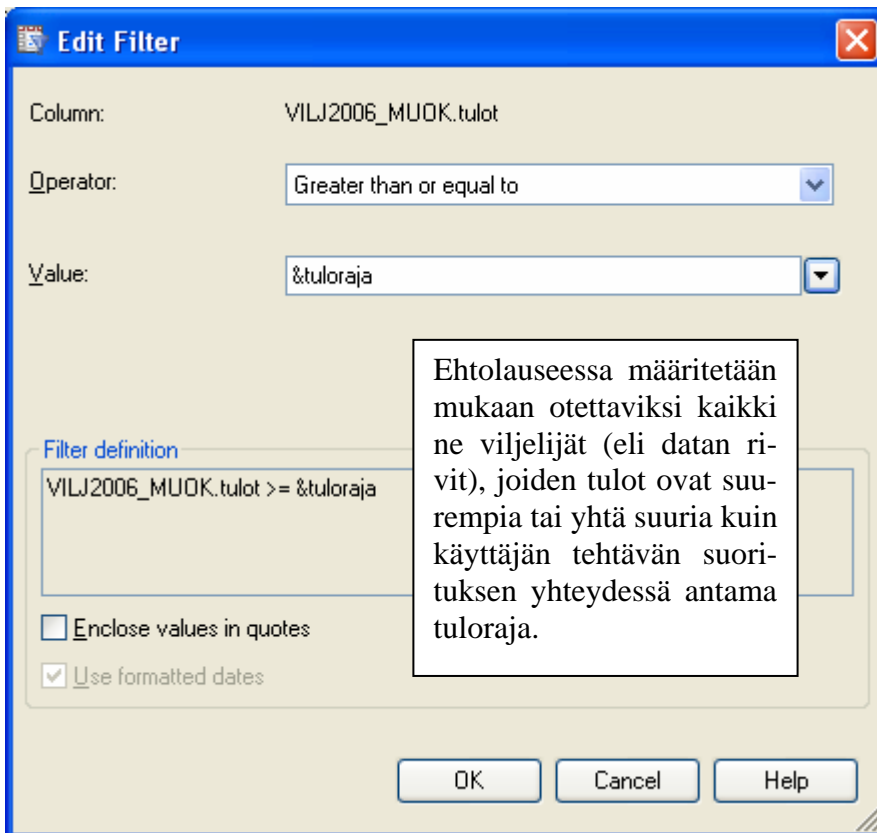 Edit Filter
Column: VILJ2006_MUOK.tulot
Operator: Greater than or equal to
Value: &tuloraja
Ehtolauseessa määritetään
mukaan otettaviksi kaikki
ne viljelijät (eli datan ri-
vit), joiden tulot ovat suu-
rempia tai yhtä suuria kuin
käyttäjän tehtävän suori-
tuksen yhteydessä antama
tuloraja.
Filter definition
VILJ2006_MUOK.tulot >= &tuloraja
Enclose values in quotes
Use formatted dates
OK Cancel Help